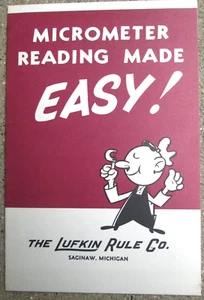 MICROMETER
READING MADE
EASY!
THE LUFKIN RULE CO.
SAGINAW, MICHIGAN